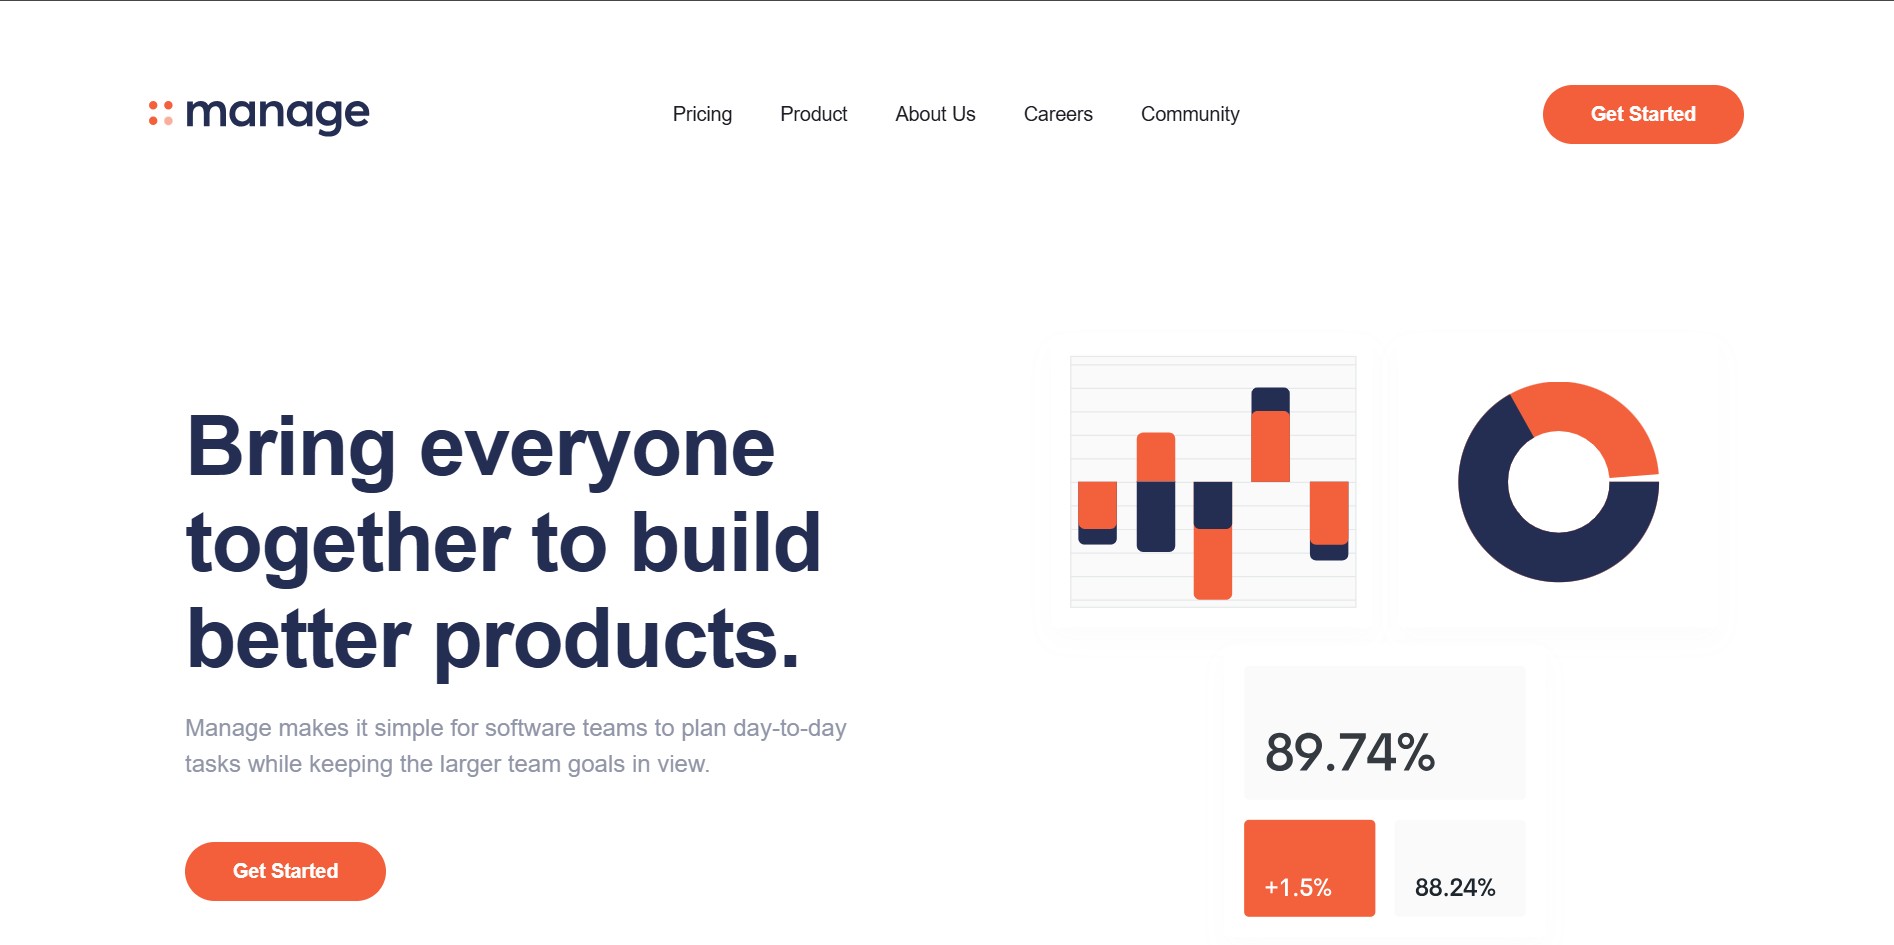 manage
Pricing
Product
About Us
Careers
Community
Get Started
Bring everyone
together to build
better products.
Manage makes it simple for software teams to plan day-to-day
tasks while keeping the larger team goals in view.
Get Started
89.74%
+1.5%
88.24%